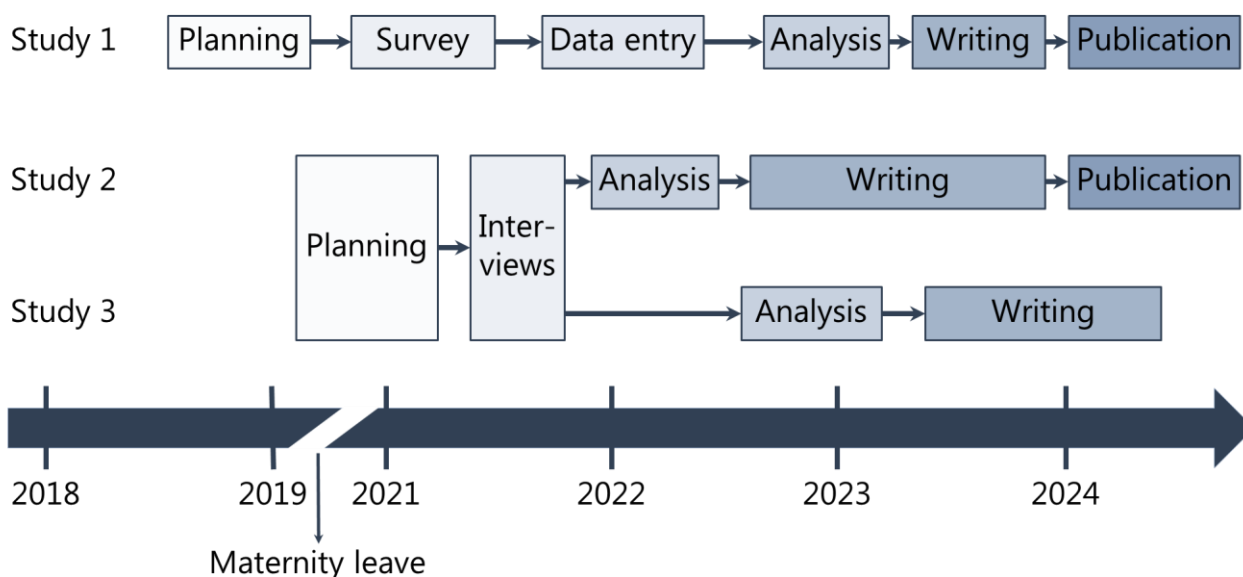 Study 1 Planning Survey Data entry Analysis Writing Publication
Study 2 Analysis Writing Publication
Planning
Inter-
views
Study 3 Analysis Writing
2018 2019 2021 2022 2023 2024
Maternity leave